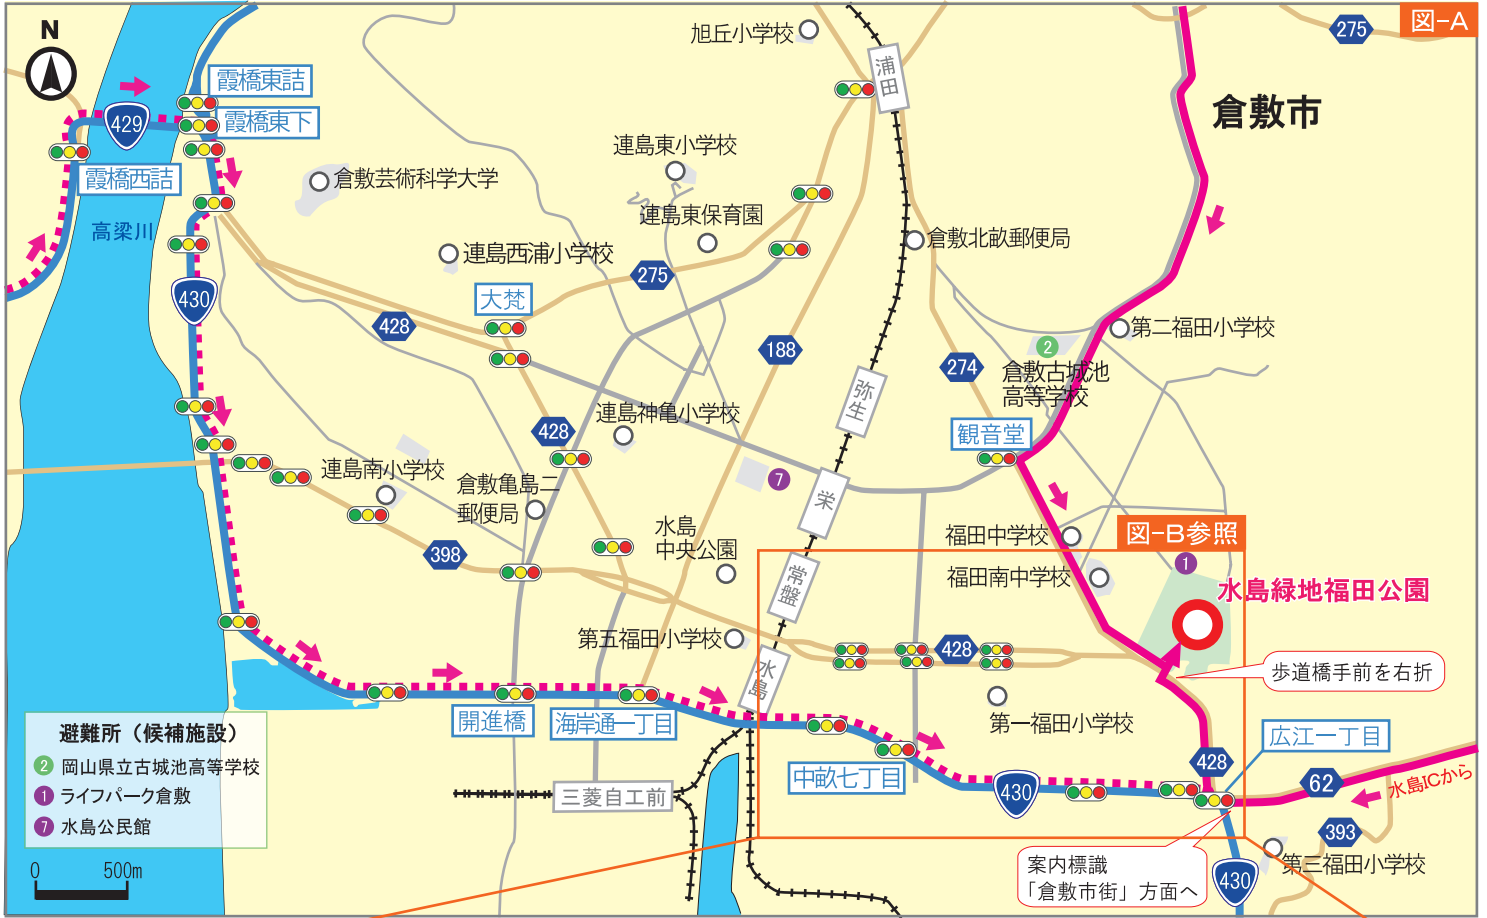 図-A
N
旭丘小学校
275
浦田
霞橋東詰
429
霞橋東下
倉敷市
霞橋西詰
倉敷芸術科学大学
連島東小学校
高梁川
連島東保育園
倉敷北畝郵便局
連島西浦小学校
275
430
大梵
428
188
第二福田小学校
2
274
倉敷古城池
高等学校
弥生
連島神亀小学校
428
観音堂
連島南小学校
7
栄
倉敷亀島二
郵便局
398
水島
中央公園
福田中学校
図-B参照
1
福田南中学校
常盤
水島緑地福田公園
第五福田小学校
428
水島
歩道橋手前を右折
第一福田小学校
開進橋
海岸通一丁目
広江一丁目
中畝七丁目
428
62
水島ICから
430
三菱自工前
393
避難所（候補施設）
2 岡山県立古城池高等学校
1 ライフパーク倉敷
7 水島公民館
0 500m
案内標識
「倉敷市街」方面へ
第三福田小学校
430